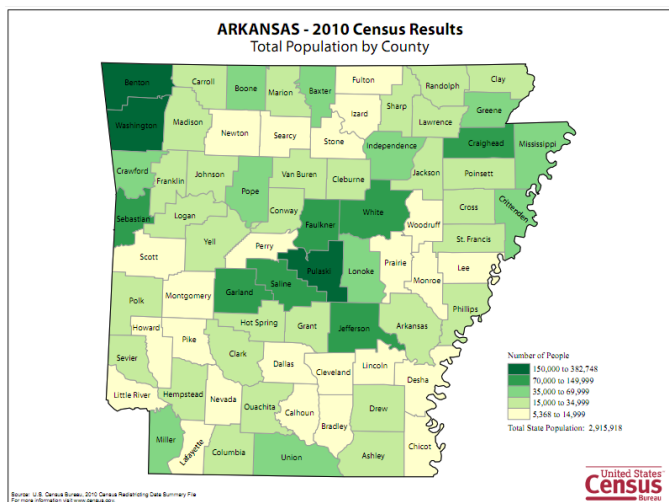 ARKANSAS - 2010 Census Results
Total Population by County
Benton
Carroll
Boone
Marion
Baxter
Fulton
Randolph
Clay
Sharp
Izard
Greene
Washington
Madison
Newton
Searcy
Stone
Lawrence
Independence
Craighead
Mississippi
Crawford
Franklin
Johnson
Pope
Van Buren
Cleburne
Jackson
Poinsett
Sebastian
Logan
Conway
Faulkner
White
Woodruff
Cross
Crittenden
Yell
Perry
St. Francis
Scott
Pulaski
Lonoke
Prairie
Monroe
Lee
Polk
Montgomery
Garland
Saline
Phillips
Hot Spring
Grant
Jefferson
Arkansas
Howard
Pike
Sevier
Clark
Dallas
Cleveland
Lincoln
Desha
Little River
Hempstead
Nevada
Ouachita
Calhoun
Bradley
Drew
Miller
Lafayette
Columbia
Union
Ashley
Chicot
Number of People
150,000 to 382,748
70,000 to 149,999
35,000 to 69,999
15,000 to 34,999
5,368 to 14,999
Total State Population: 2,915,918
Source: U.S. Census Bureau, 2010 Census Redistricting Data Summary File
For more information visit www.census.gov.
United States
Census
Bureau